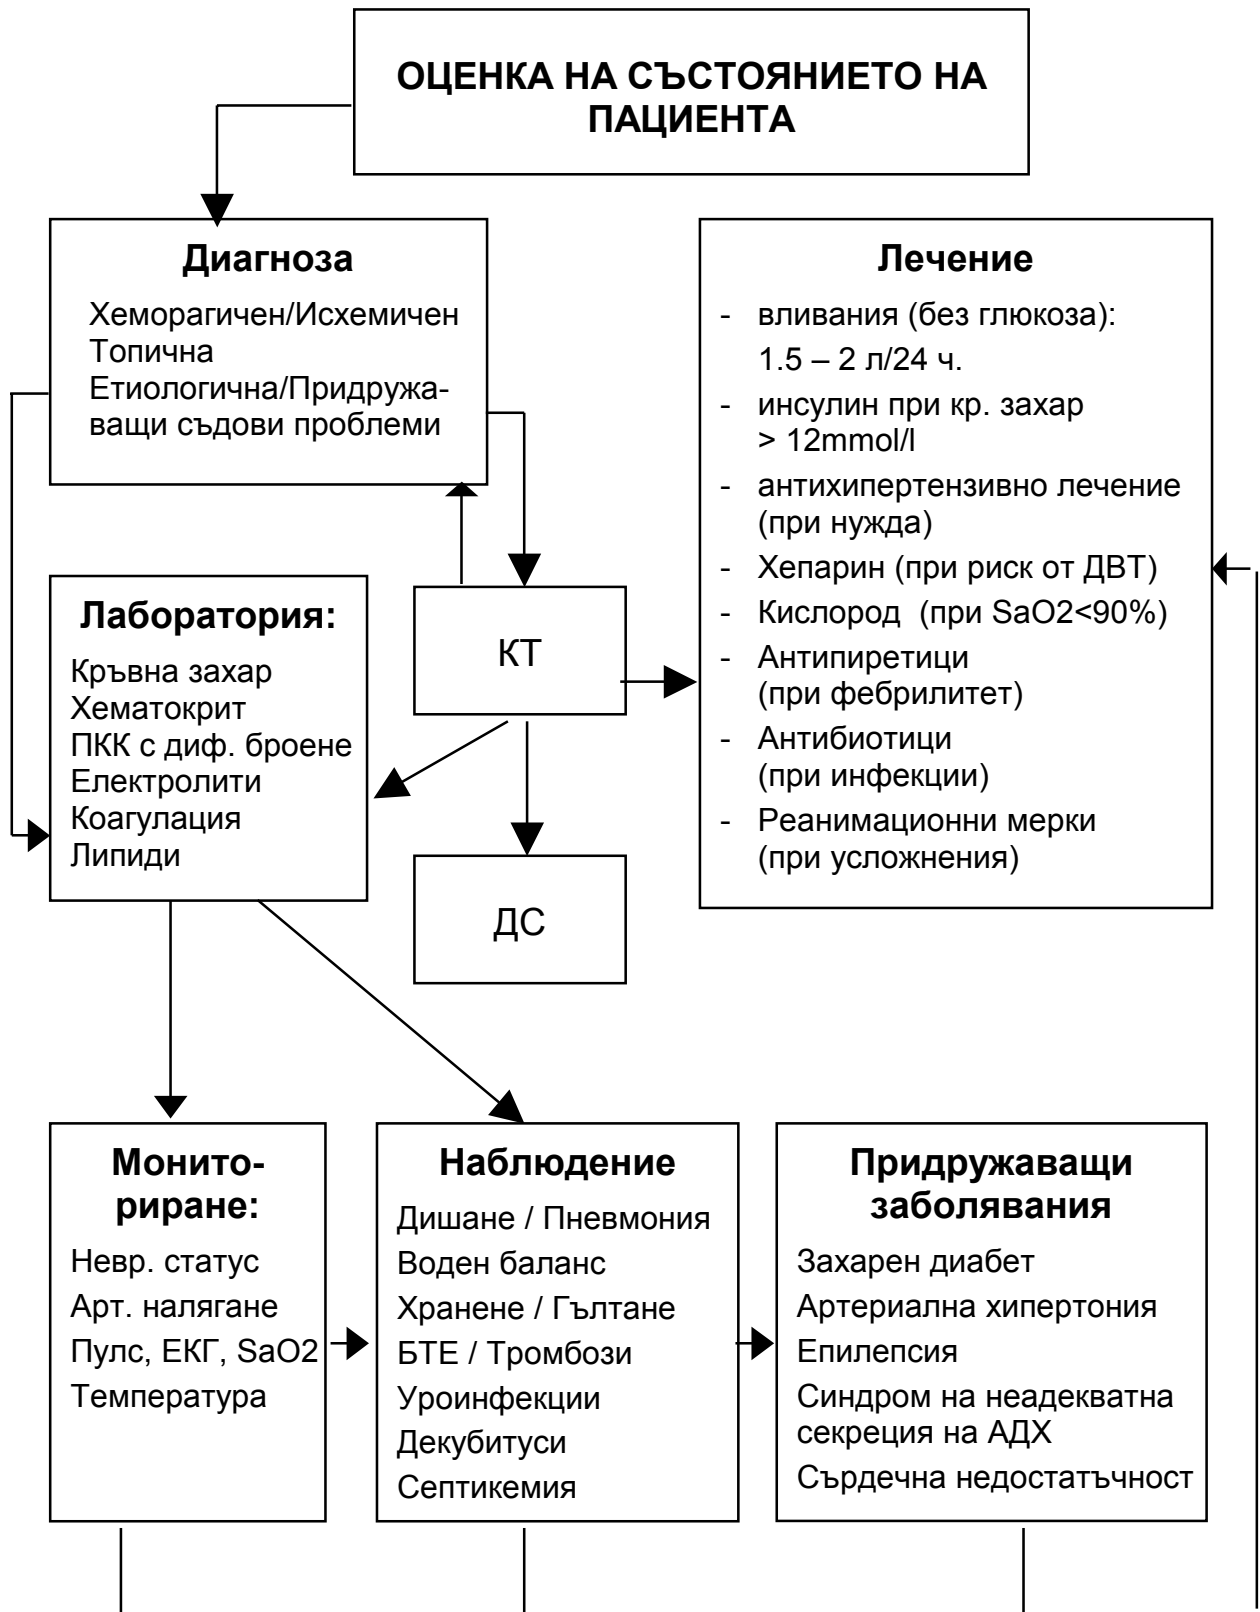 ОЦЕНКА НА СЪСТОЯНИЕТО НА
ПАЦИЕНТА
Диагноза
Хеморагичен/Исхемичен
Топична
Етиологична/Придружа-
ващи съдови проблеми
Лечение
- вливания (без глюкоза):
1.5 – 2 л/24 ч.
- инсулин при кр. захар
> 12mmol/l
- антихипертензивно лечение
(при нужда)
- Хепарин (при риск от ДВТ)
- Кислород (при SaO2<90%)
- Антипиретици
(при фебрилитет)
- Антибиотици
(при инфекции)
- Реанимационни мерки
(при усложнения)
Лаборатория:
Кръвна захар
Хематокрит
ПКК с диф. броене
Електролити
Коагулация
Липиди
КТ
ДС
Монито-
риране:
Невр. статус
Арт. налягане
Пулс, ЕКГ, SaO2
Температура
Наблюдение
Дишане / Пневмония
Воден баланс
Хранене / Гълтане
БТЕ / Тромбози
Уроинфекции
Декубитуси
Септикемия
Придружаващи
заболявания
Захарен диабет
Артериална хипертония
Епилепсия
Синдром на неадекватна
секреция на АДХ
Сърдечна недостатъчност